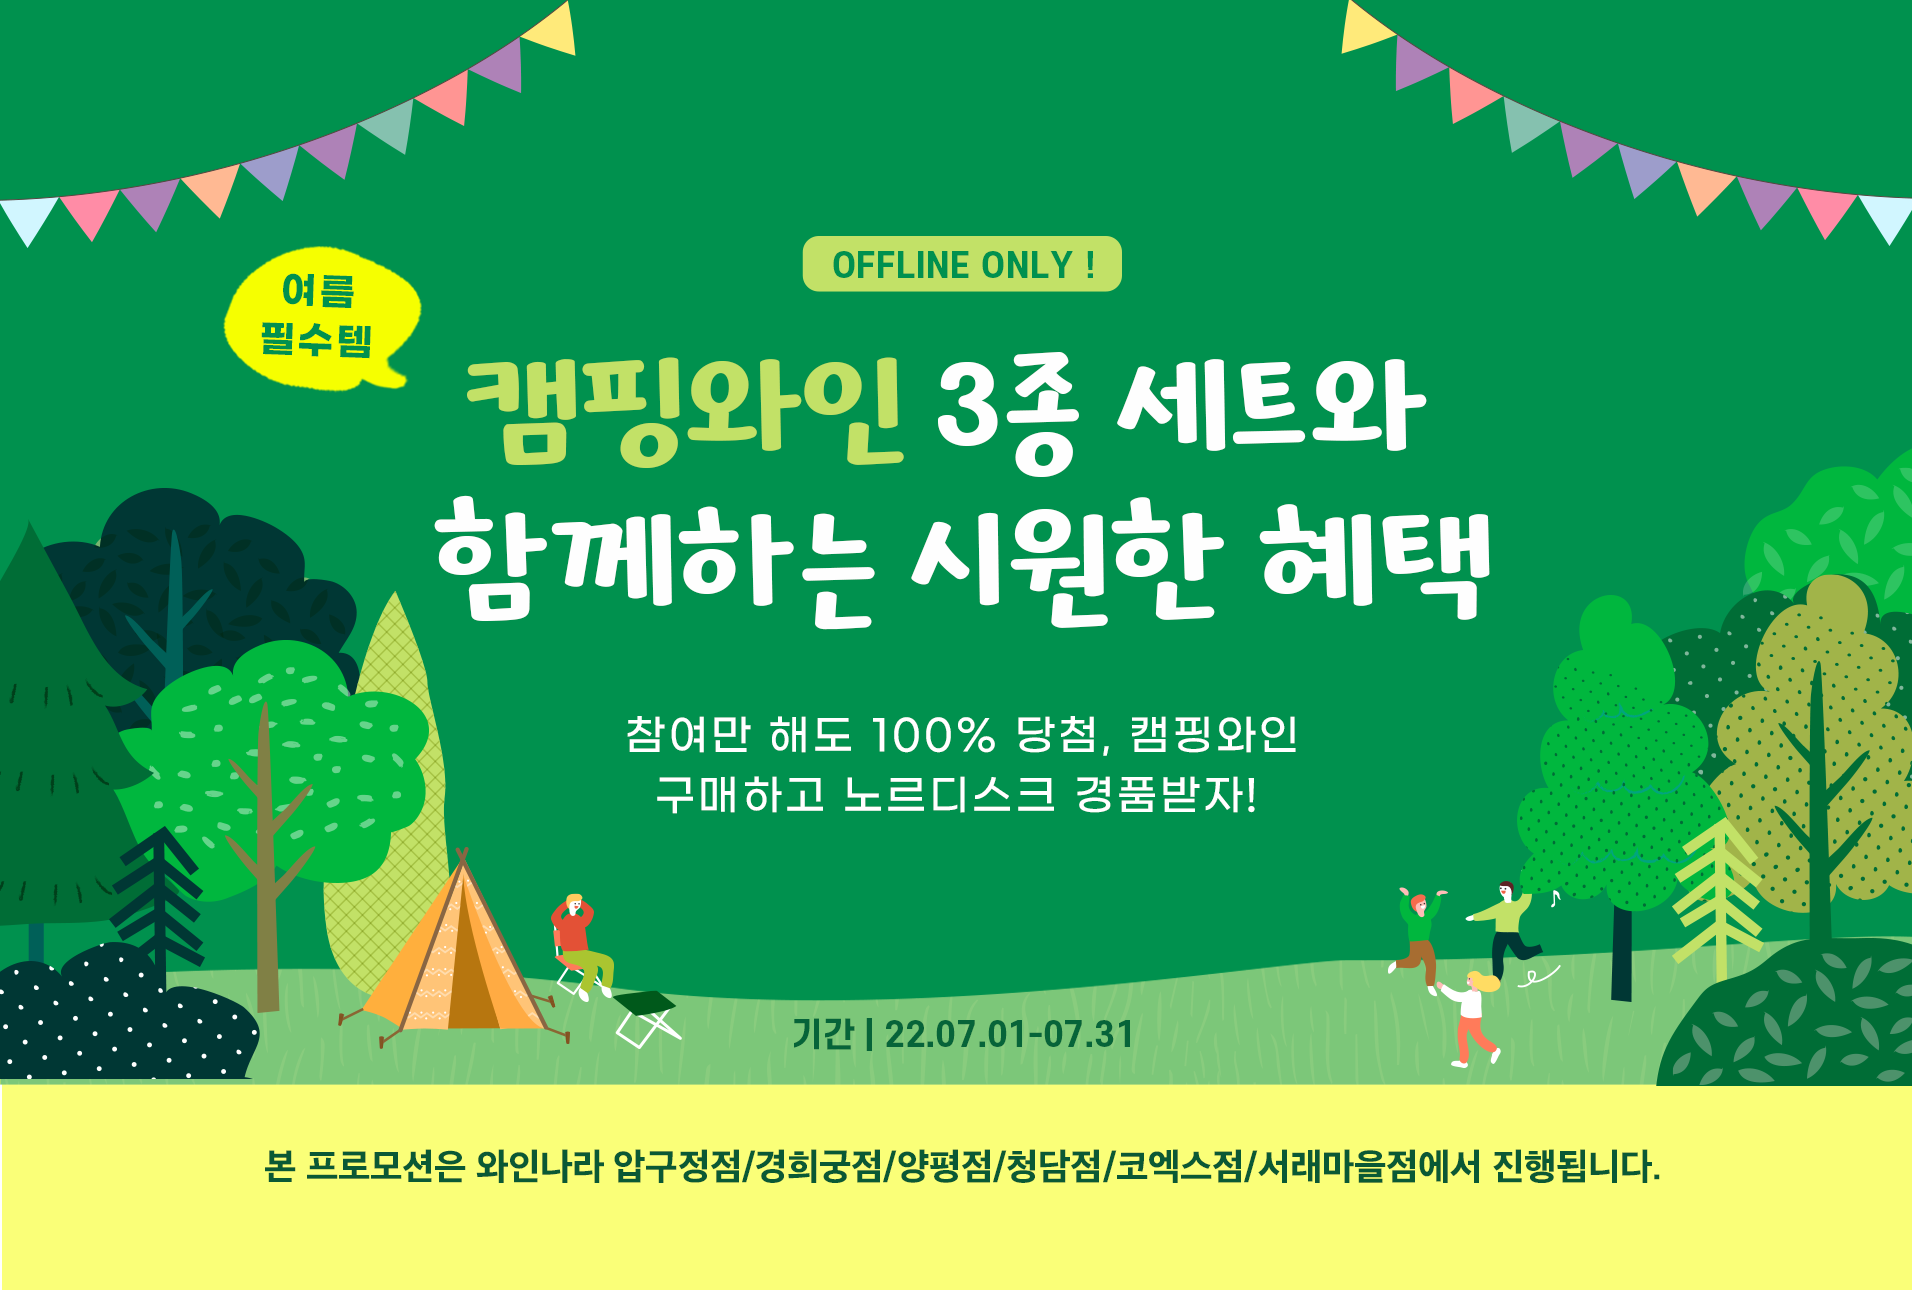 OFFLINE ONLY !
여름
필수템
캠핑와인 3종 세트와
함께하는 시원한 혜택
참여만 해도 100% 당첨, 캠핑와인
구매하고 노르디스크 경품받자!
기간 | 22.07.01-07.31
본 프로모션은 와인나라 압구정점/경희궁점/양평점/청담점/코엑스점/서래마을점에서 진행됩니다.